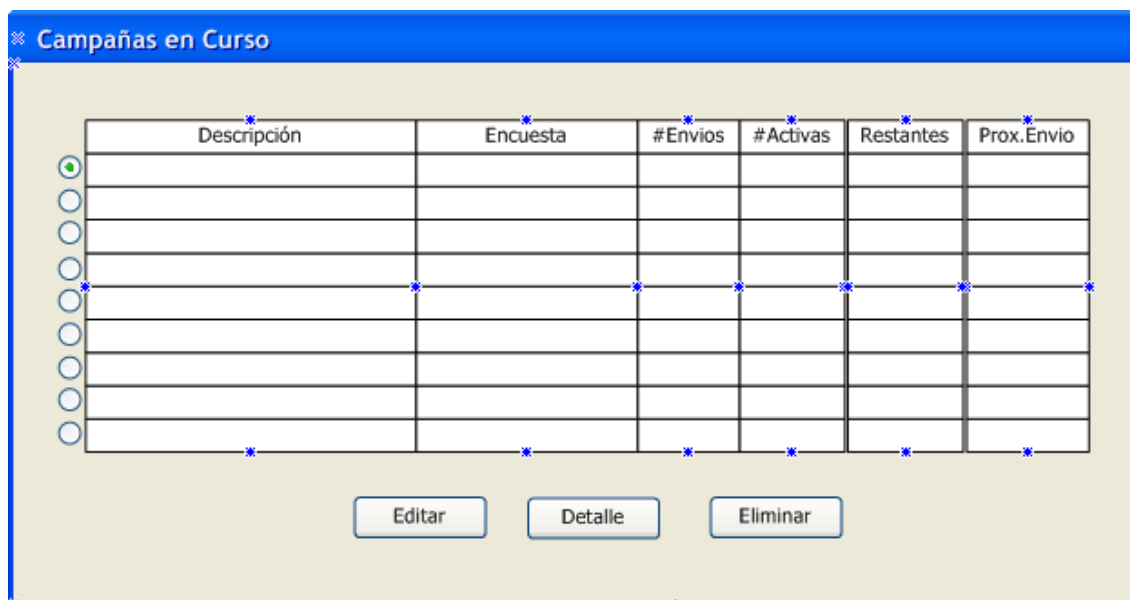 Campañas en Curso
Descripción Encuesta #Envios #Activas Restantes Prox.Envio
Editar Detalle Eliminar